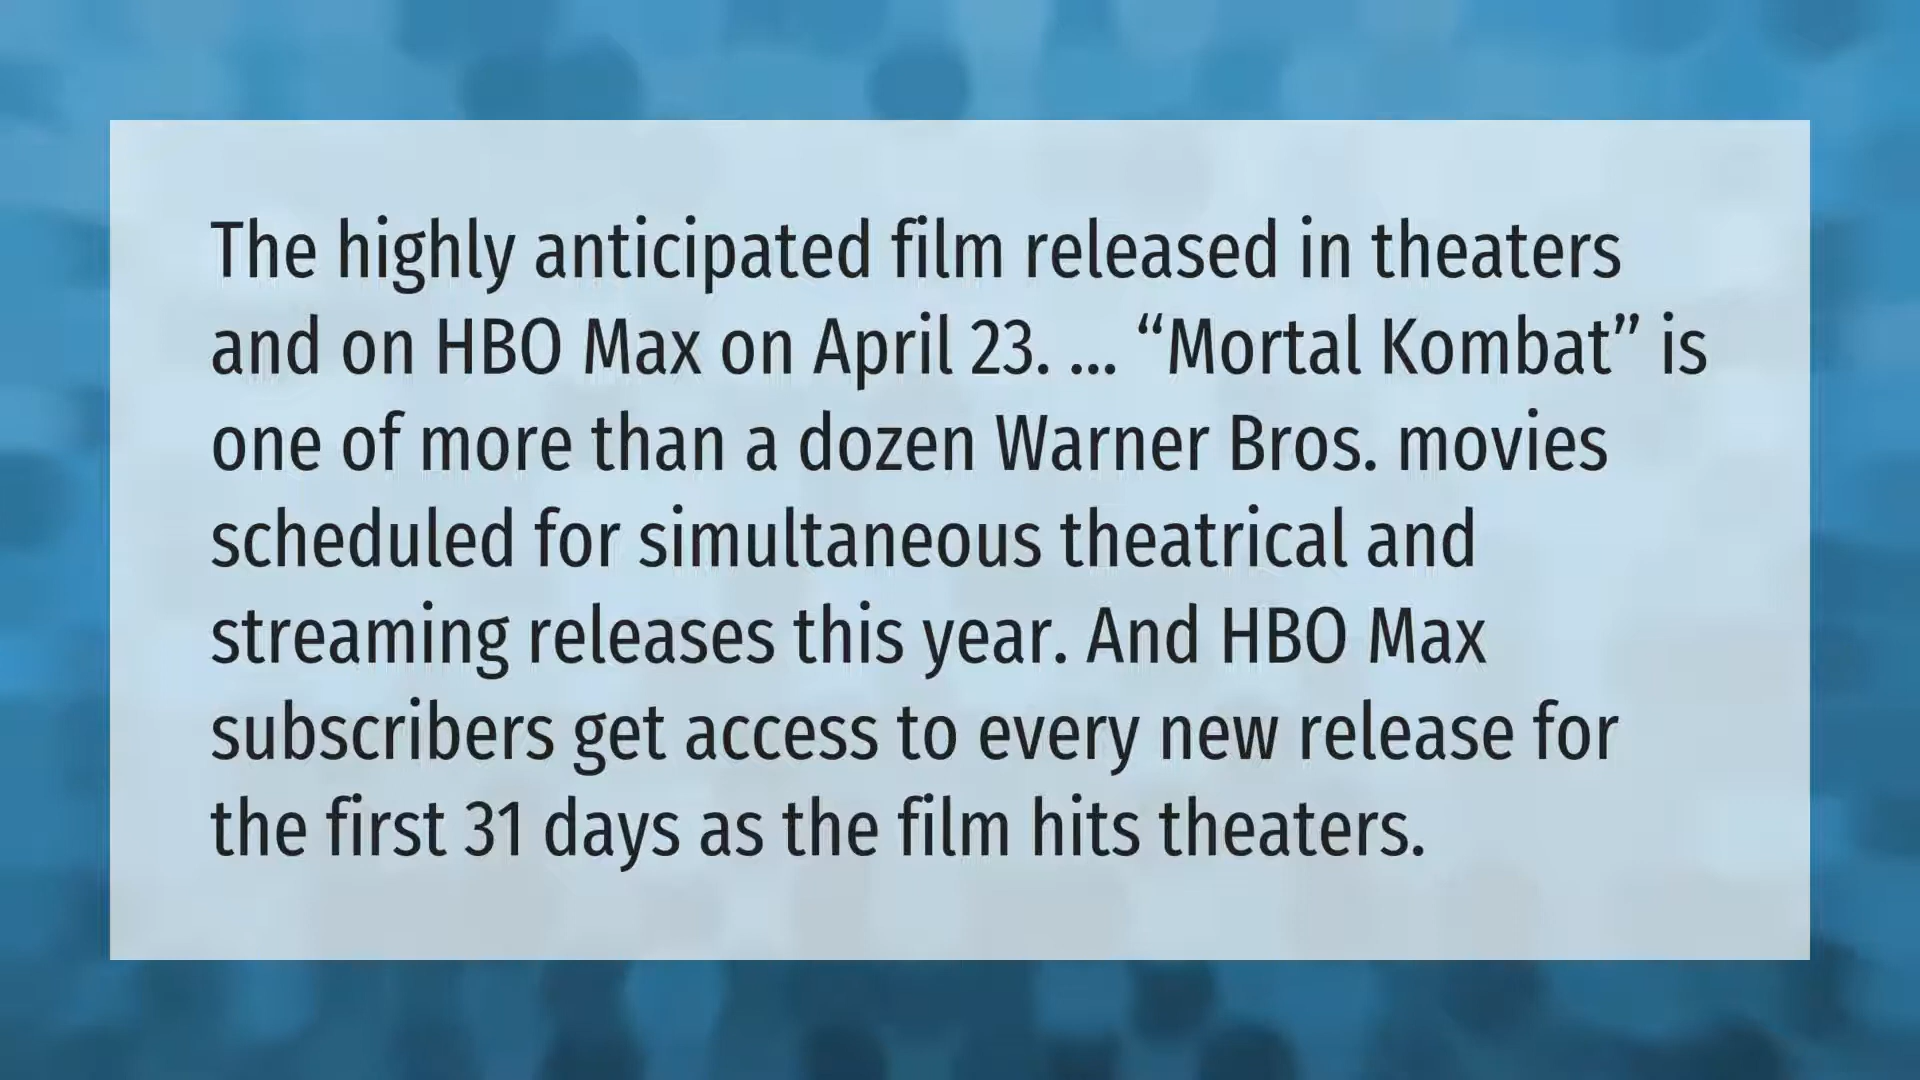 The highly anticipated film released in theaters
and on HBO Max on April 23. ... “Mortal Kombat” is
one of more than a dozen Warner Bros. movies
scheduled for simultaneous theatrical and
streaming releases this year. And HBO Max
subscribers get access to every new release for
the first 31 days as the film hits theaters.